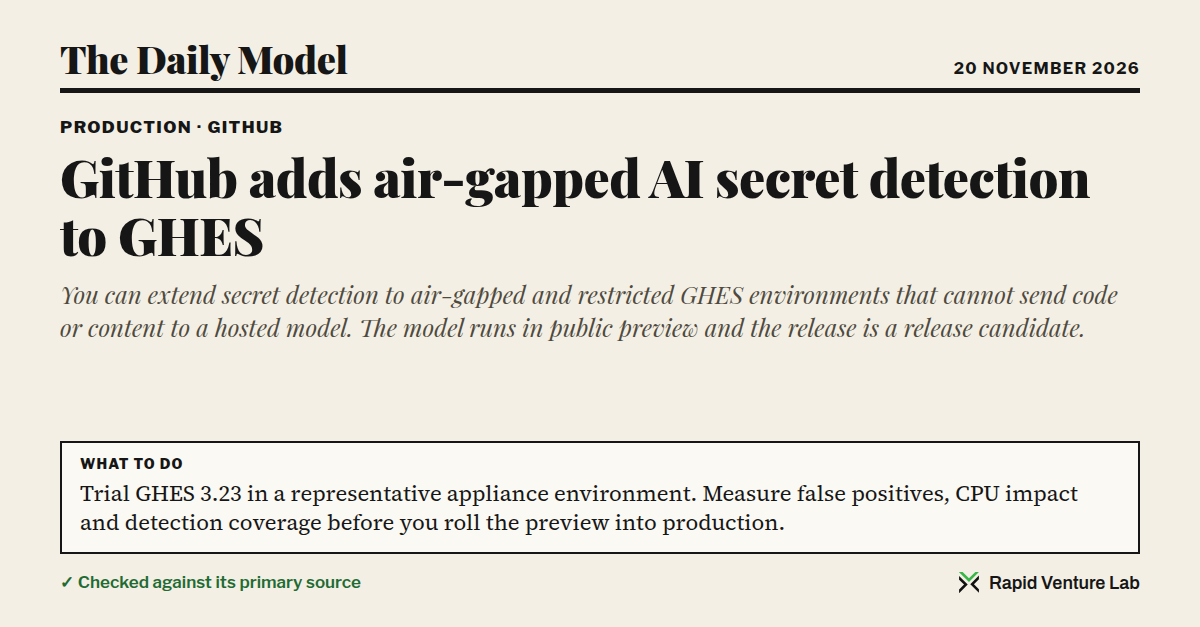 The Daily Model
20 NOVEMBER 2026
PRODUCTION · GITHUB
GitHub adds air-gapped AI secret detection
to GHES
You can extend secret detection to air-gapped and restricted GHES environments that cannot send code
or content to a hosted model. The model runs in public preview and the release is a release candidate.
WHAT TO DO
Trial GHES 3.23 in a representative appliance environment. Measure false positives, CPU impact
and detection coverage before you roll the preview into production.
✓ Checked against its primary source
Rapid Venture Lab